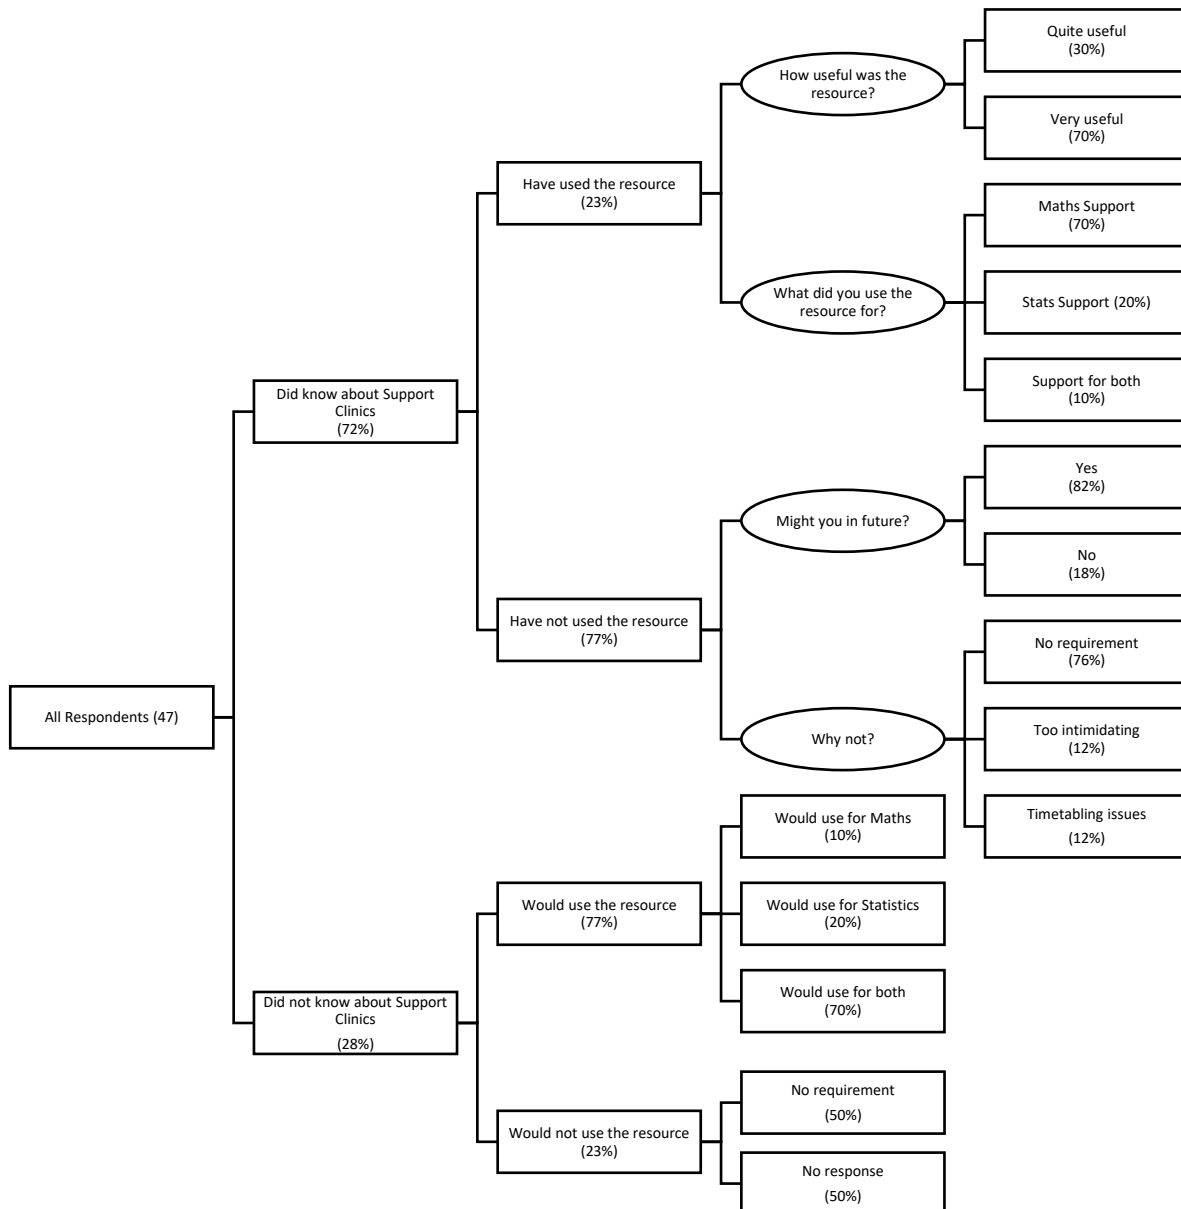 Quite useful
(30%)
How useful was the
resource?
Very useful
(70%)
Have used the resource
(23%)
Maths Support
(70%)
What did you use the
resource for?
Stats Support (20%)
Support for both
(10%)
Did know about Support
Clinics
(72%)
Yes
(82%)
Might you in future?
No
(18%)
Have not used the resource
(77%)
No requirement
(76%)
Why not?
Too intimidating
(12%)
Timetabling issues
(12%)
All Respondents (47)
Would use for Maths
(10%)
Would use the resource
(77%)
Would use for Statistics
(20%)
Would use for both
(70%)
Did not know about Support
Clinics
(28%)
No requirement
(50%)
Would not use the resource
(23%)
No response
(50%)